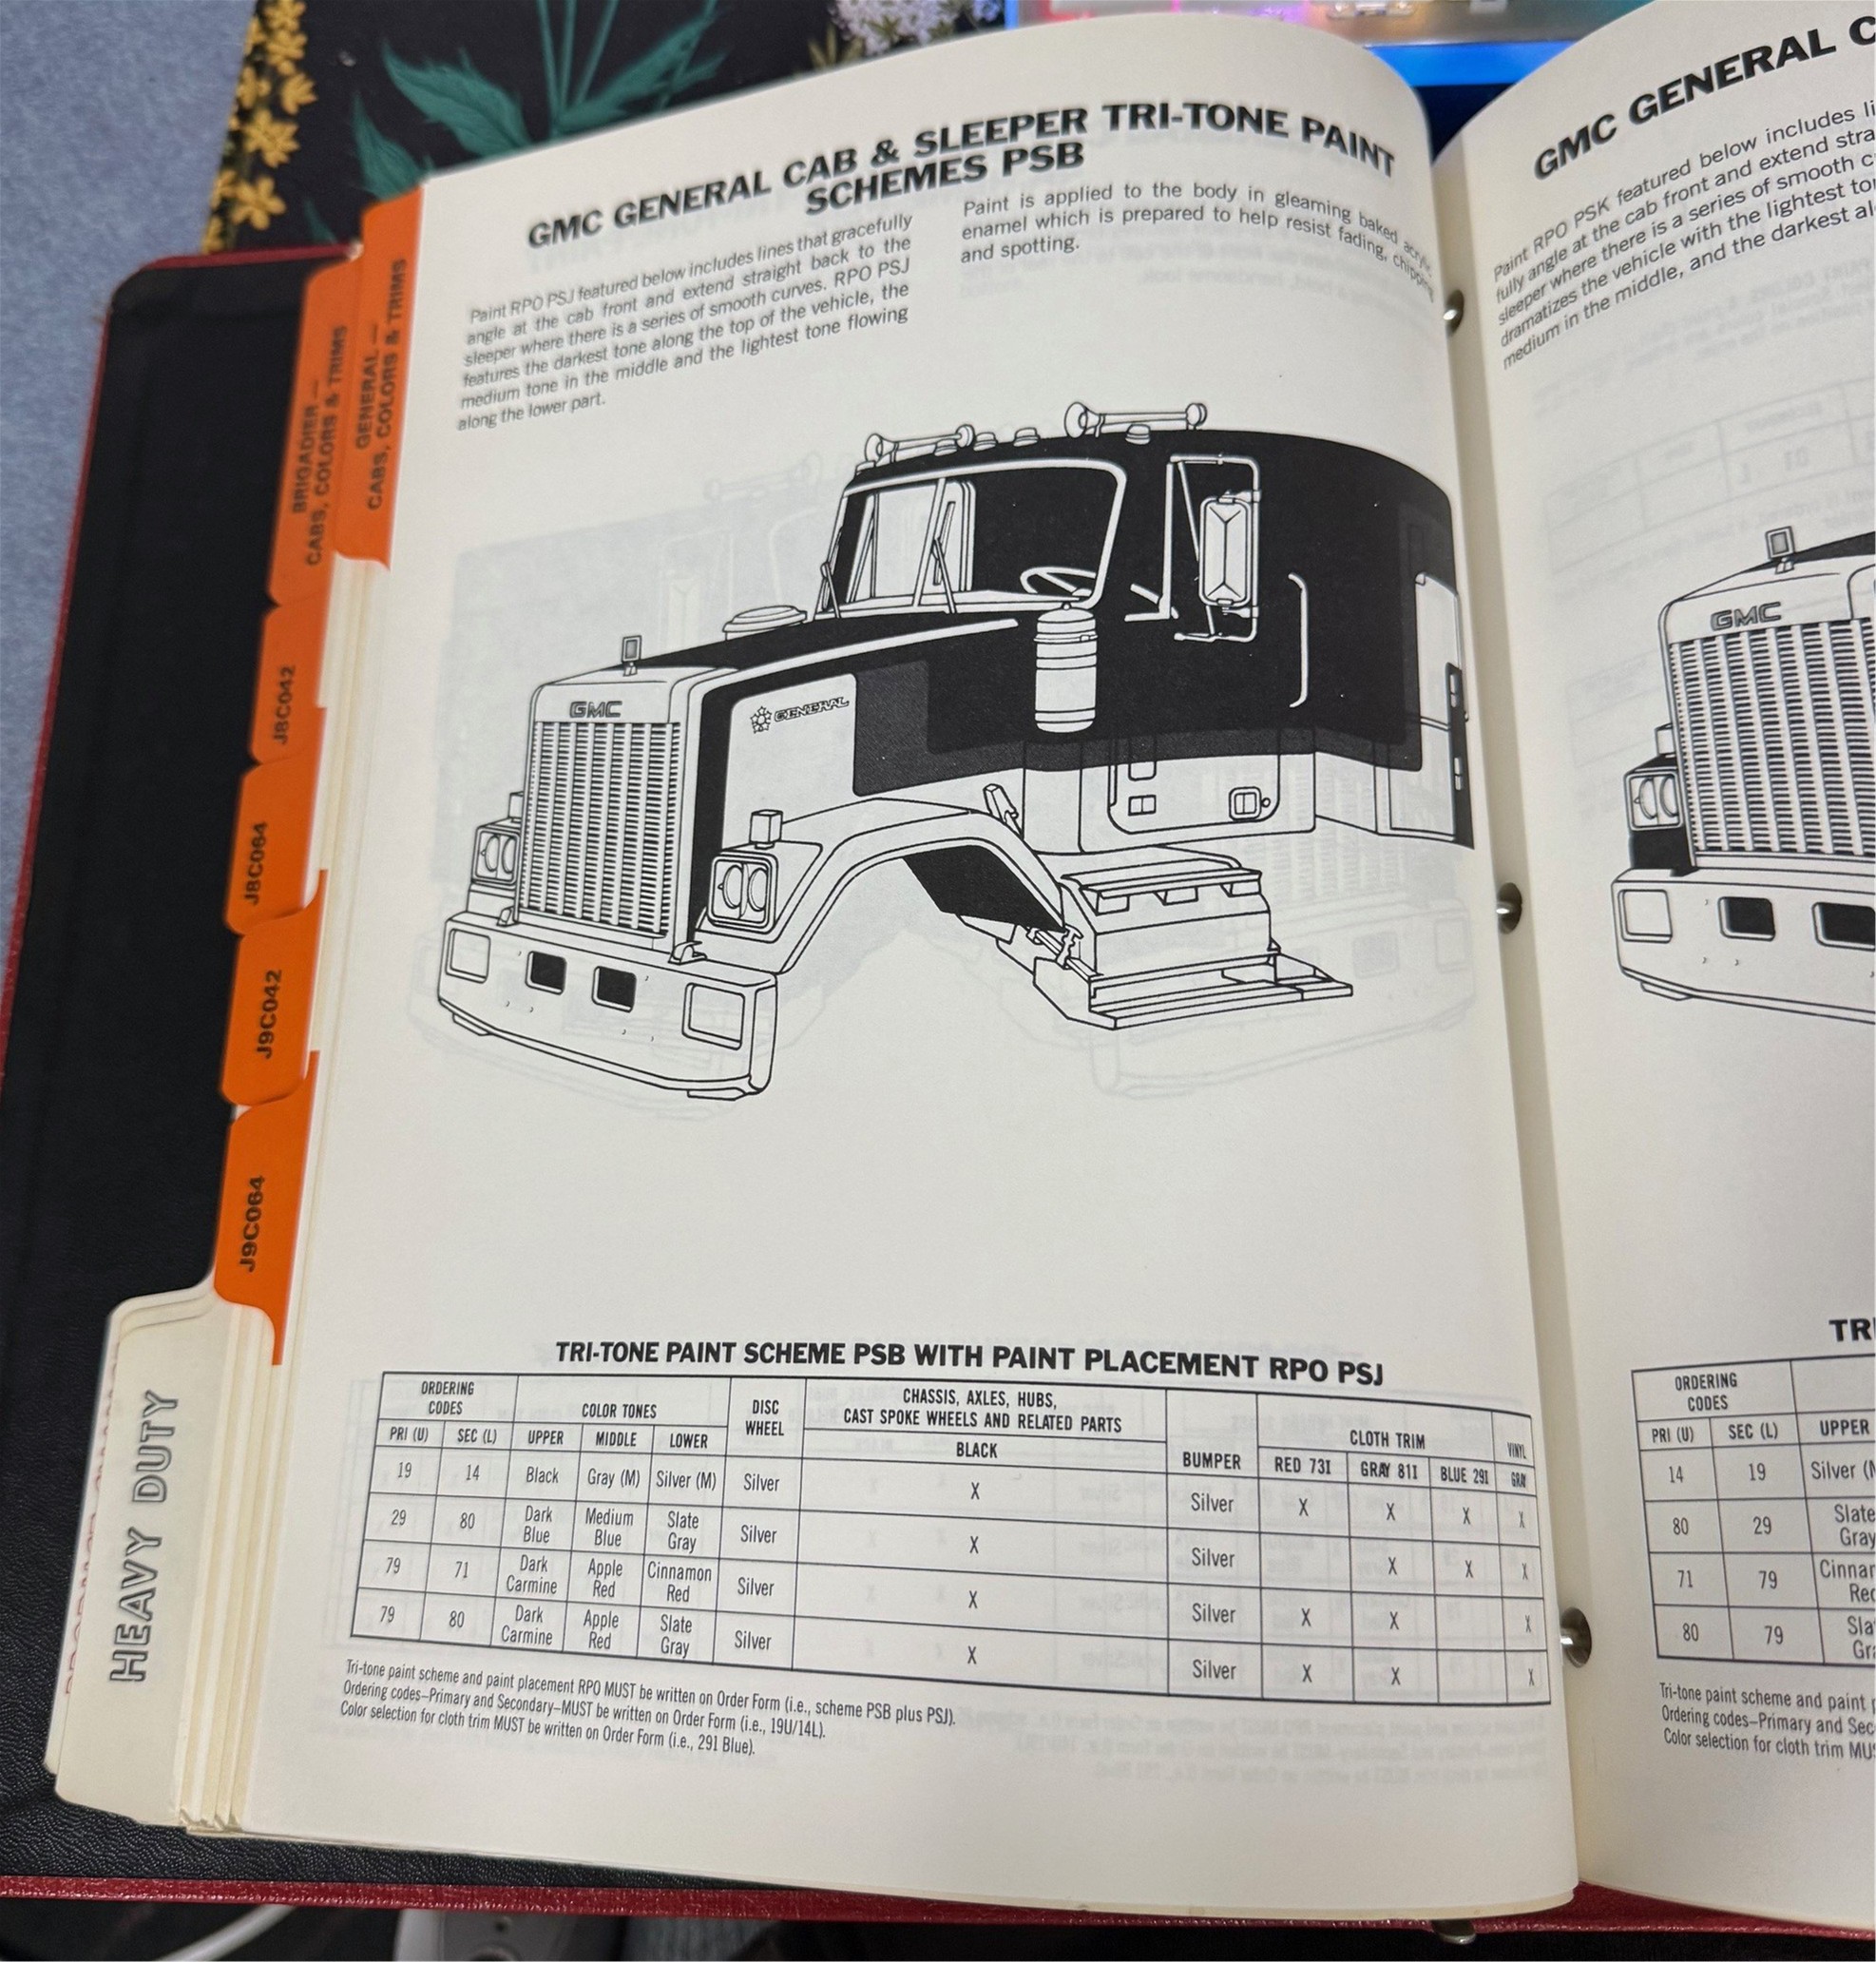 GMC GENERAL CAB & SLEEPER TRI-TONE PAINT
SCHEMES PSB
Paint RPO PSJ featured below includes lines that gracefully
angle at the cab front and extend straight back to the
sleeper where there is a series of smooth curves. RPO PSJ
features the darkest tone along the top of the vehicle, the
medium tone in the middle and the lightest tone flowing
along the lower part.
Paint is applied to the body in gleaming baked acrylic
enamel which is prepared to help resist fading, chipping
and spotting.
BRIGADIER —
CABS, COLORS & TRIMS
GENERAL —
CABS, COLORS & TRIMS
J8C042
J8C064
J9C042
J9C064
HEAVY DUTY
GMC
GENERAL
TRI-TONE PAINT SCHEME PSB WITH PAINT PLACEMENT RPO PSJ
ORDERING CODES COLOR TONES DISC WHEEL CHASSIS, AXLES, HUBS, CAST SPOKE WHEELS AND RELATED PARTS BUMPER CLOTH TRIM VINYL
PRI (U) SEC (L) UPPER MIDDLE LOWER BLACK RED 73I GRAY 81I BLUE 29I GRAY
19 14 Black Gray (M) Silver (M) Silver X Silver X X X X
29 80 Dark Blue Medium Blue Slate Gray Silver X Silver X X X
79 71 Dark Carmine Apple Red Cinnamon Red Silver X Silver X X X
79 80 Dark Carmine Apple Red Slate Gray Silver X Silver X X X
Tri-tone paint scheme and paint placement RPO MUST be written on Order Form (i.e., scheme PSB plus PSJ).
Ordering codes–Primary and Secondary–MUST be written on Order Form (i.e., 19U/14L).
Color selection for cloth trim MUST be written on Order Form (i.e., 29I Blue).
GMC GENERAL C
Paint RPO PSK featured below includes li
fully angle at the cab front and extend stra
sleeper where there is a series of smooth c
dramatizes the vehicle with the lightest to
medium in the middle, and the darkest al
GMC
TR
ORDERING CODES
PRI (U) SEC (L) UPPER
14 19 Silver (M
80 29 Slate Gray
71 79 Cinnar Red
80 79 Sla Gr
Tri-tone paint scheme and paint
Ordering codes–Primary and Sec
Color selection for cloth trim MU